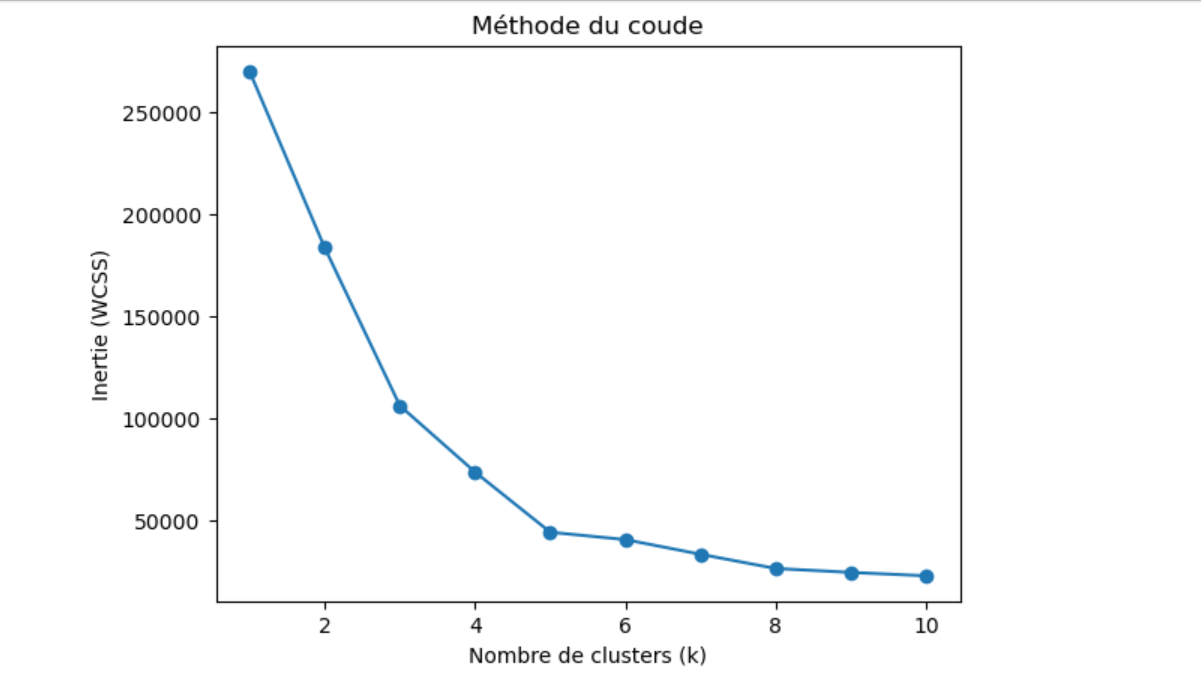 Méthode du coude
250000
200000
150000
100000
50000
Inertie (WCSS)
2 4 6 8 10
Nombre de clusters (k)